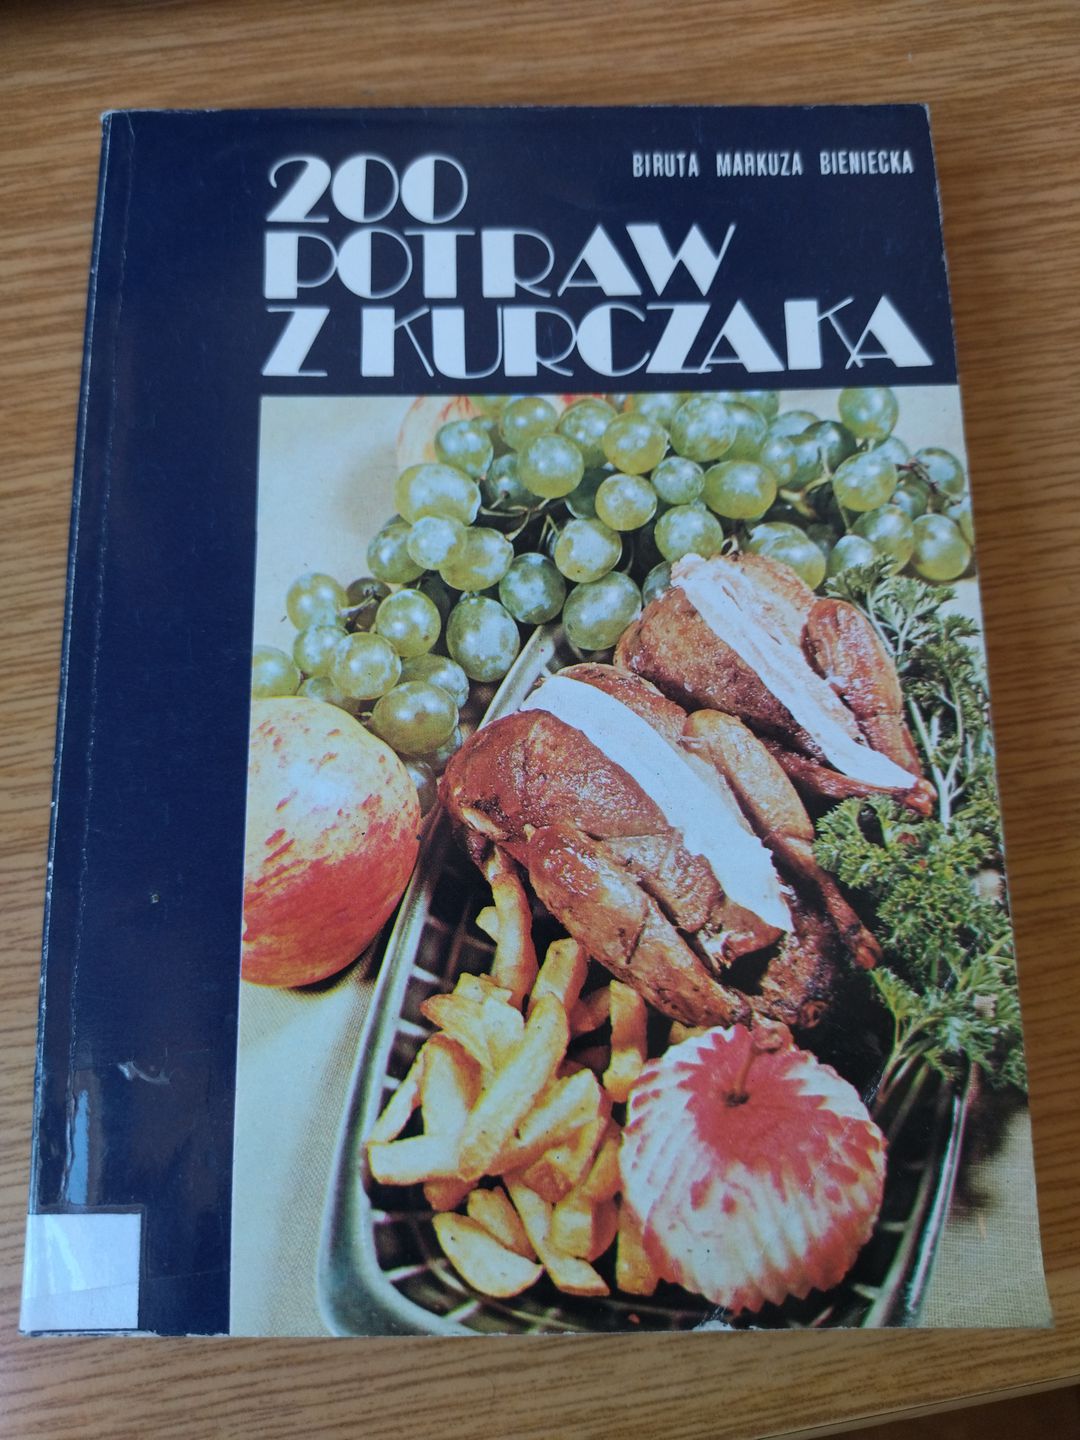 BIRUTA MARKUZA BIENIECKA
200
POTRAW
Z KURCZAKA